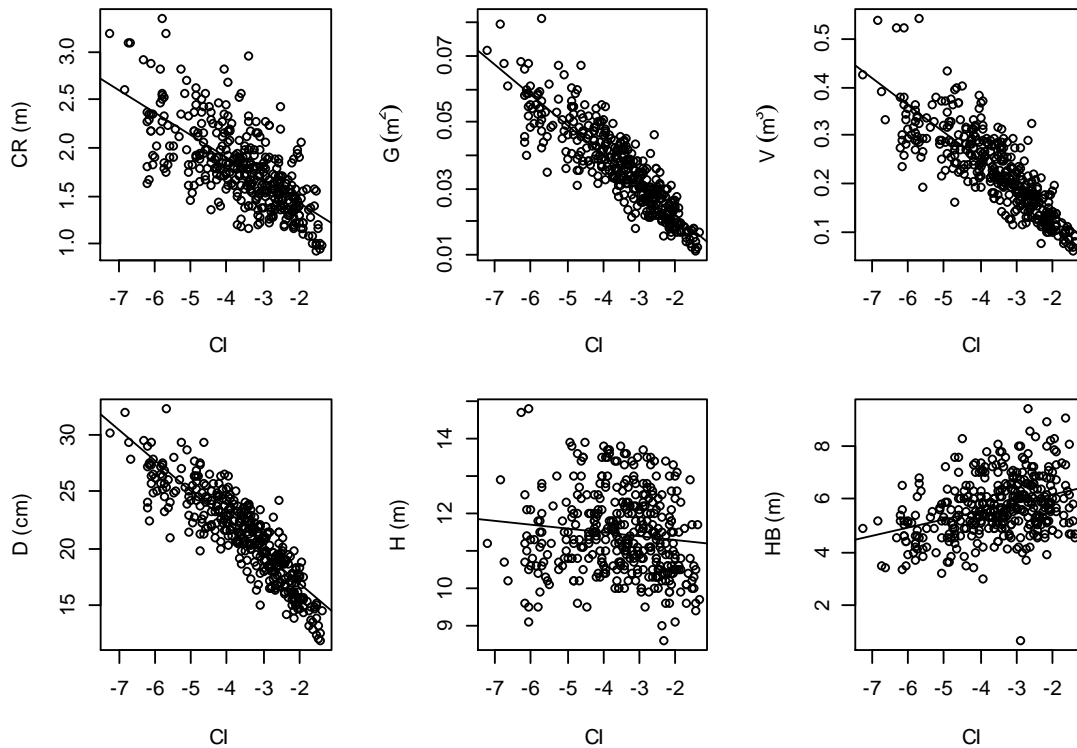 CR (m)
1.0 1.5 2.0 2.5 3.0
-7 -6 -5 -4 -3 -2
CI
G (m²)
0.01 0.03 0.05 0.07
-7 -6 -5 -4 -3 -2
CI
V (m³)
0.1 0.2 0.3 0.4 0.5
-7 -6 -5 -4 -3 -2
CI
D (cm)
15 20 25 30
-7 -6 -5 -4 -3 -2
CI
H (m)
9 10 12 14
-7 -6 -5 -4 -3 -2
CI
HB (m)
2 4 6 8
-7 -6 -5 -4 -3 -2
CI